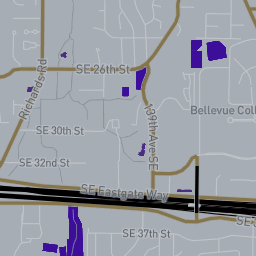 SE 26th St
Richards Rd
139th Ave SE
Bellevue Coll
SE 30th St
SE 32nd St
SE Eastgate Way
SE
SE 37th St